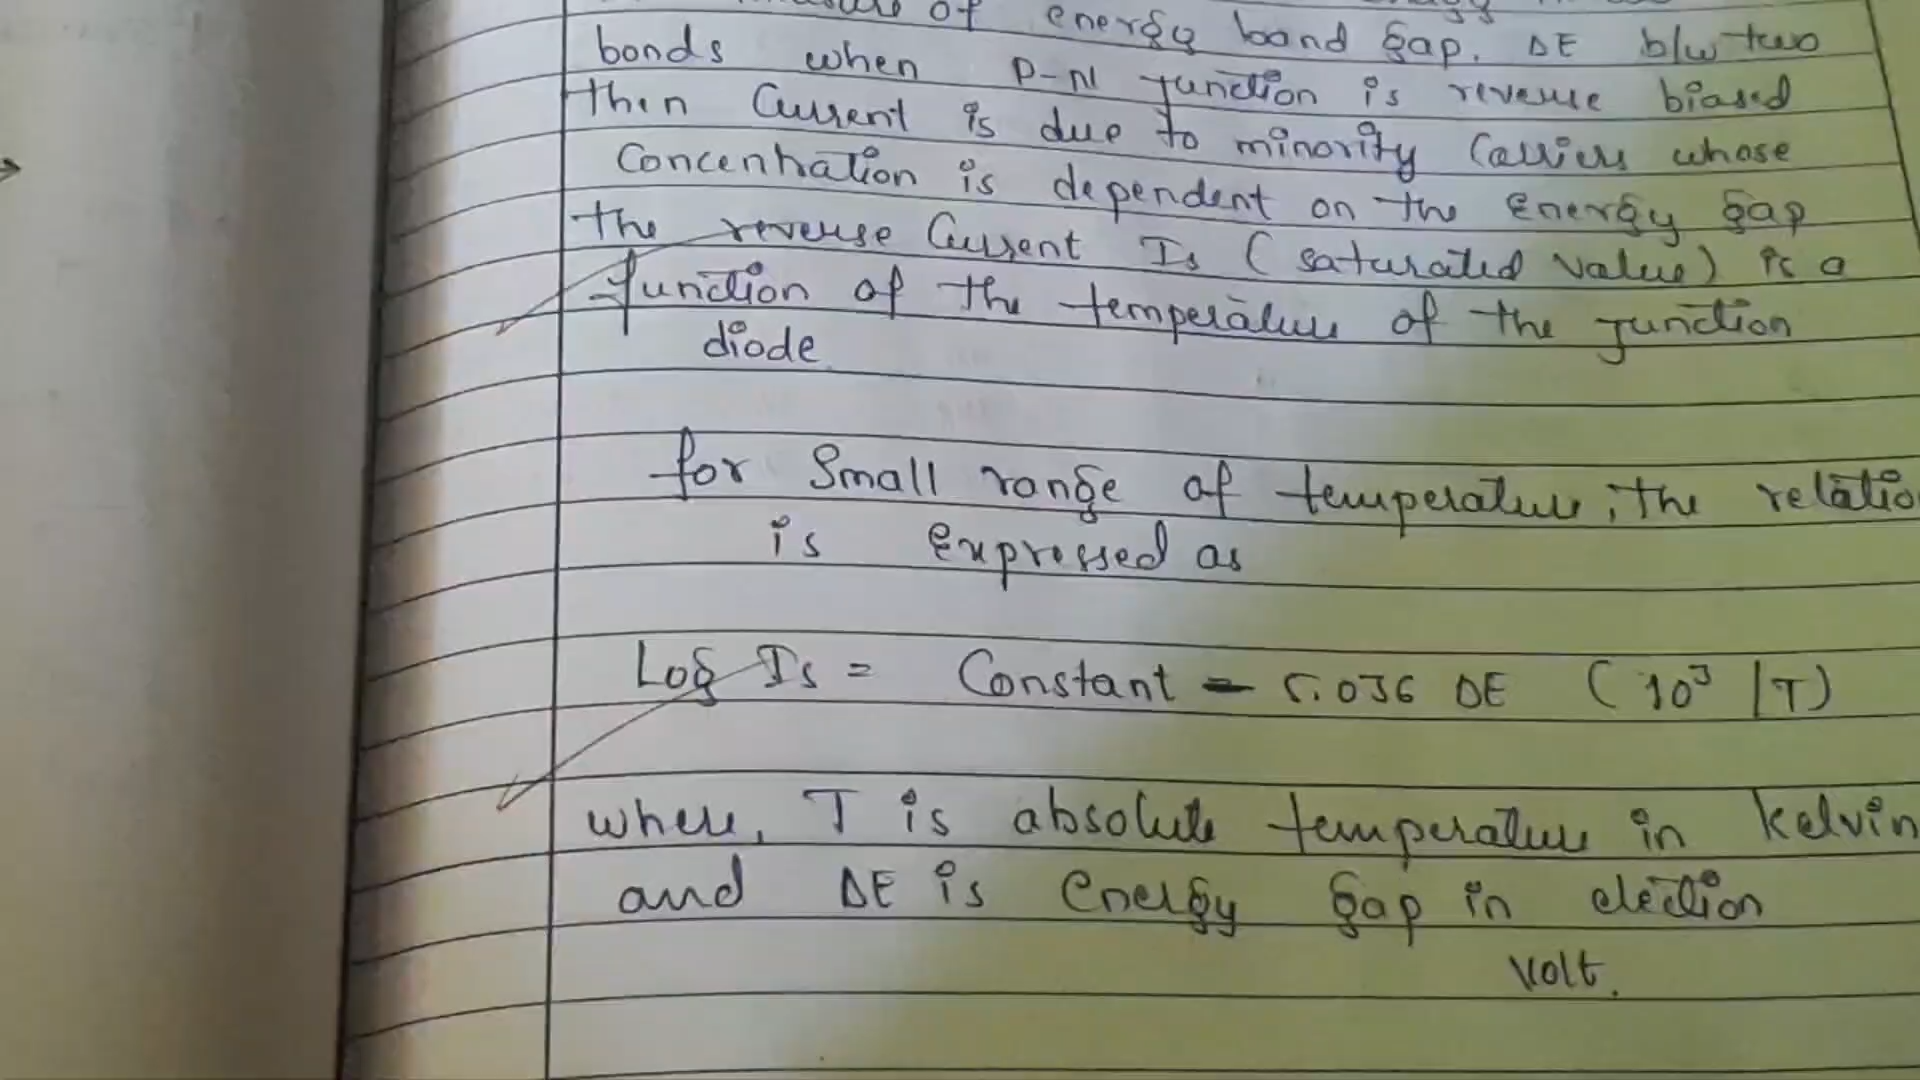 of energy band gap. ΔE b/w two
bonds when P-N junction is reverse biased
then Current is due to minority Carriers whose
Concentration is dependent on the Energy gap
the reverse Current Is (saturated value) is a
function of the temperature of the junction
diode
for Small range of temperature, the relatio
is expressed as
Log Is = Constant - 5.036 ΔE (10³ /T)
where, T is absolute temperature in kelvin
and ΔE is Energy gap in election
volt.